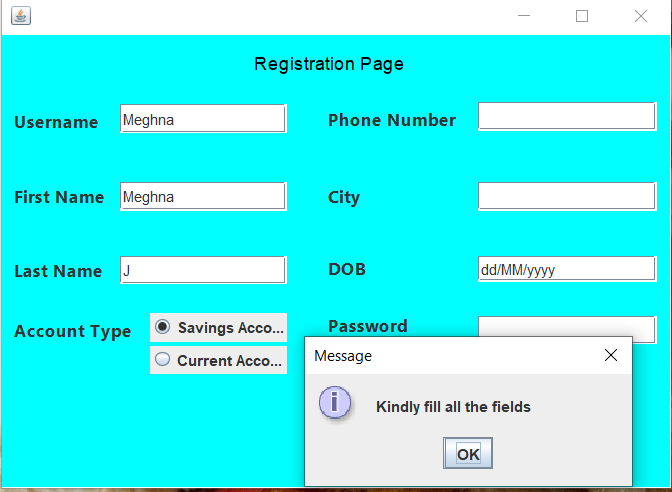 Registration Page
Username Meghna Phone Number
First Name Meghna City
Last Name J DOB dd/MM/yyyy
Account Type Savings Acco... Password
Current Acco...
Message
Kindly fill all the fields
OK